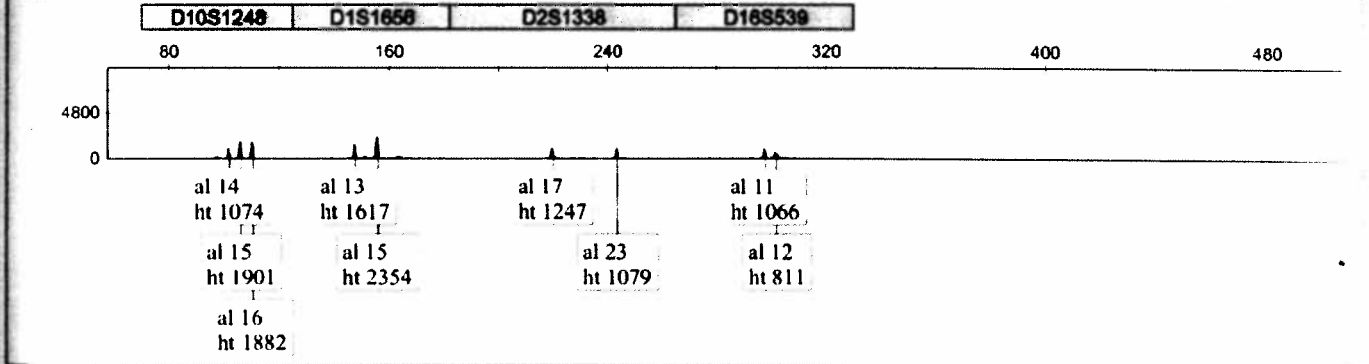 D10S1248 D1S1656 D2S1338 D16S539
80 160 240 320 400 480
4800
0
al 14 al 13 al 17 al 11
ht 1074 ht 1617 ht 1247 ht 1066
al 15 al 15 al 23 al 12
ht 1901 ht 2354 ht 1079 ht 811
al 16
ht 1882